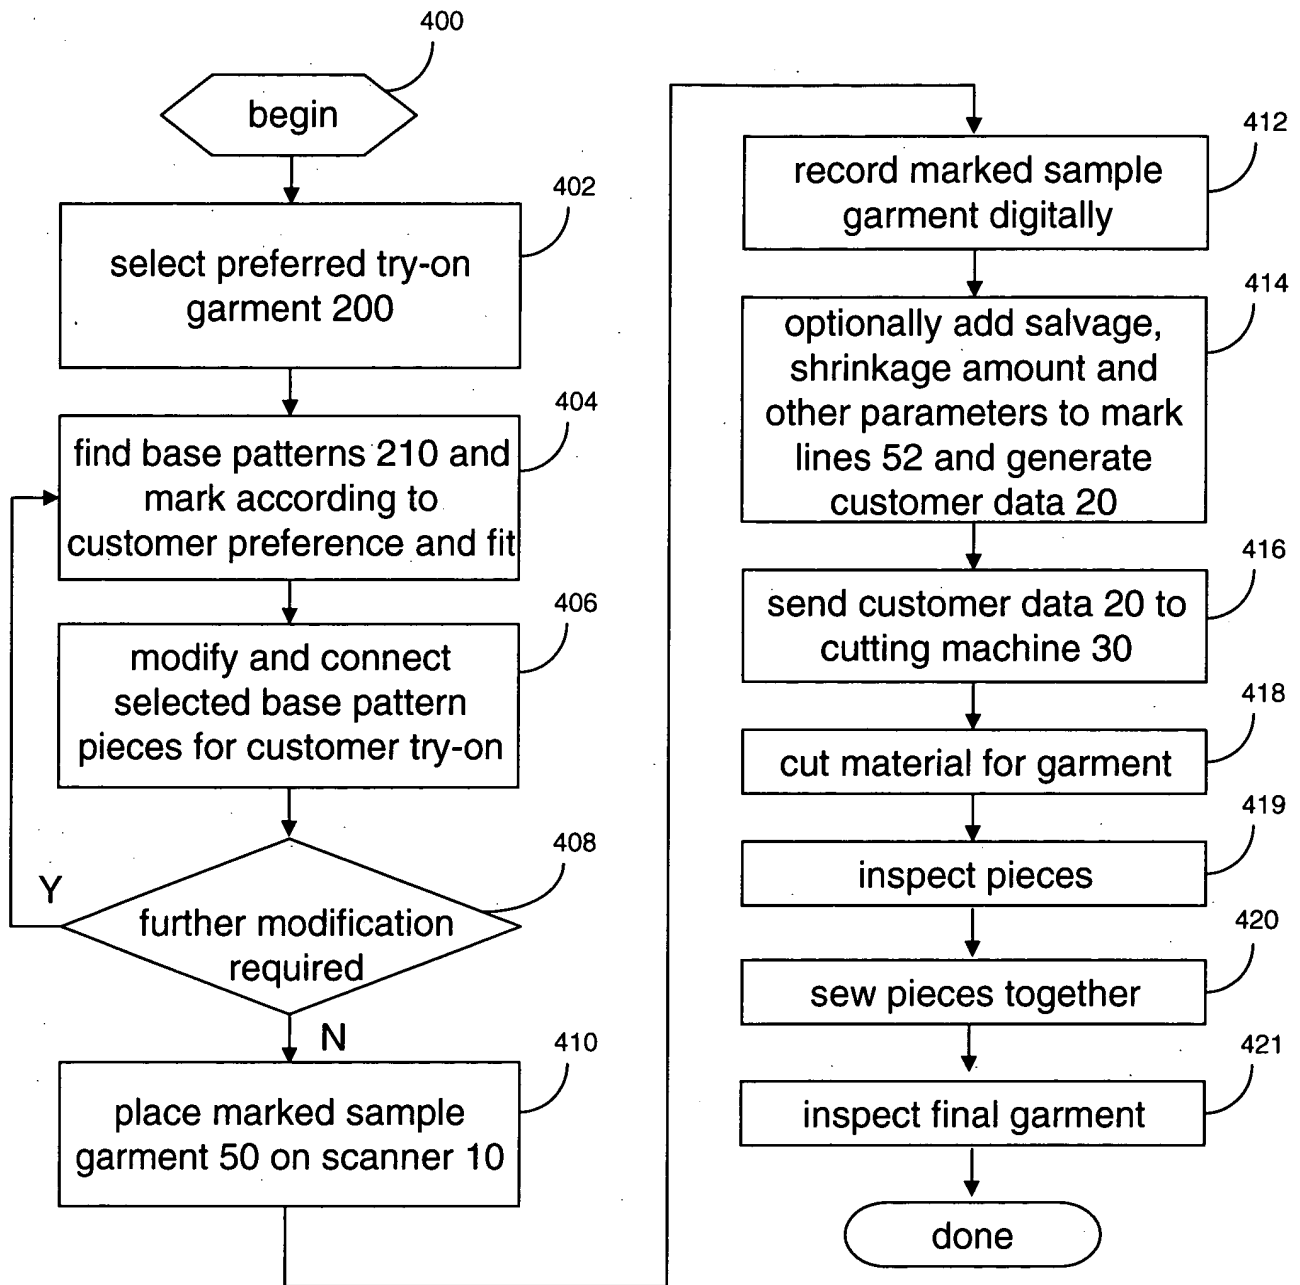 400
begin
402
select preferred try-on
garment 200
404
find base patterns 210 and
mark according to
customer preference and fit
406
modify and connect
selected base pattern
pieces for customer try-on
408
Y
further modification
required
N
410
place marked sample
garment 50 on scanner 10
412
record marked sample
garment digitally
414
optionally add salvage,
shrinkage amount and
other parameters to mark
lines 52 and generate
customer data 20
416
send customer data 20 to
cutting machine 30
418
cut material for garment
419
inspect pieces
420
sew pieces together
421
inspect final garment
done